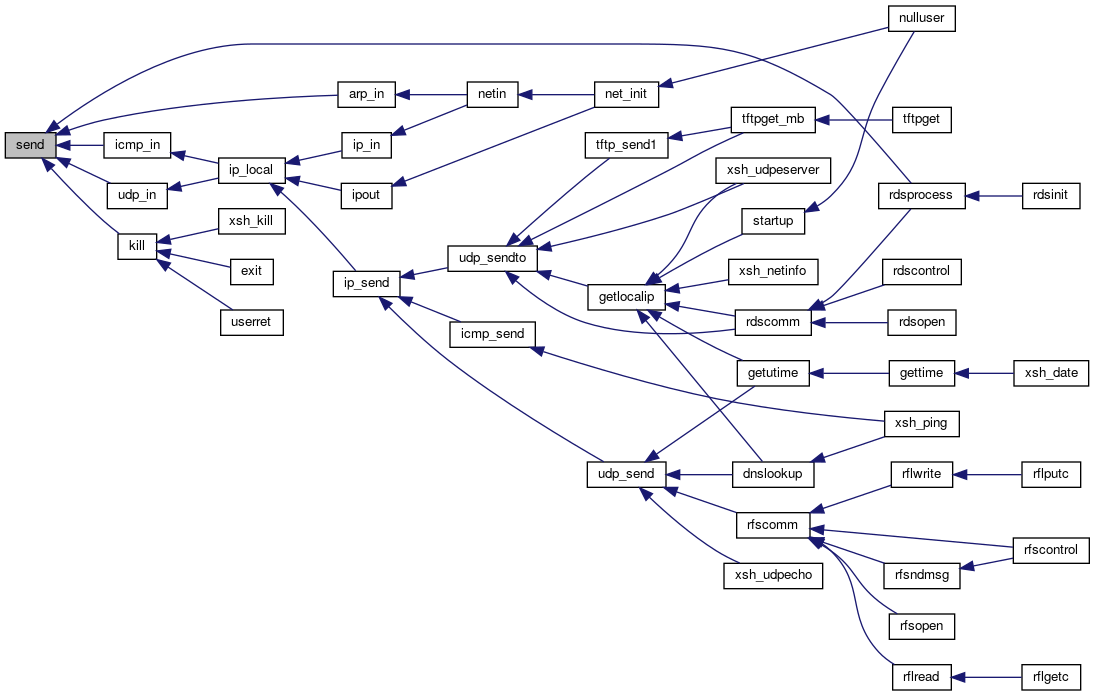 send
arp_in
icmp_in
udp_in
kill
ip_local
xsh_kill
exit
userret
ip_in
ipout
ip_send
netin
udp_sendto
icmp_send
net_init
tftp_send1
getlocalip
udp_send
tftpget_mb
xsh_udpeserver
startup
xsh_netinfo
rdscomm
getutime
dnslookup
rfscomm
xsh_udpecho
nulluser
tftpget
rdsprocess
rdscontrol
rdsopen
gettime
xsh_ping
rflwrite
rfsndmsg
rfsopen
rflread
rdsinit
xsh_date
rflputc
rfscontrol
rflgetc